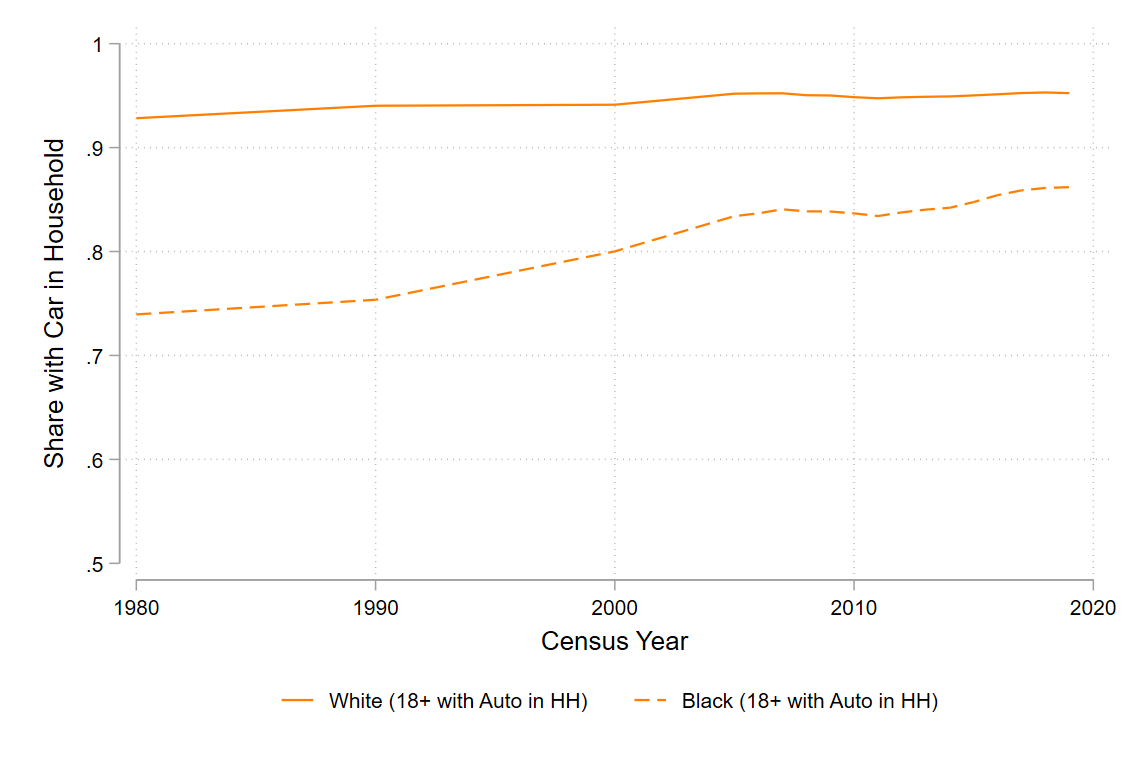 1
.9
.8
.7
.6
.5
Share with Car in Household
1980 1990 2000 2010 2020
Census Year
White (18+ with Auto in HH) Black (18+ with Auto in HH)